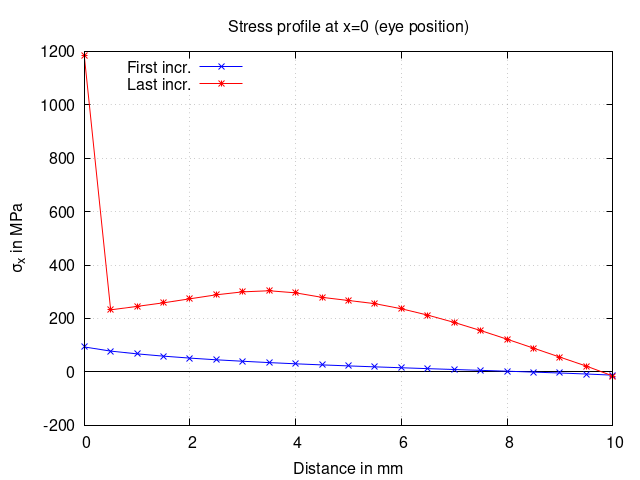 Stress profile at x=0 (eye position)
σx in MPa
1200
1000
800
600
400
200
0
-200
First incr.
Last incr.
0 2 4 6 8 10
Distance in mm